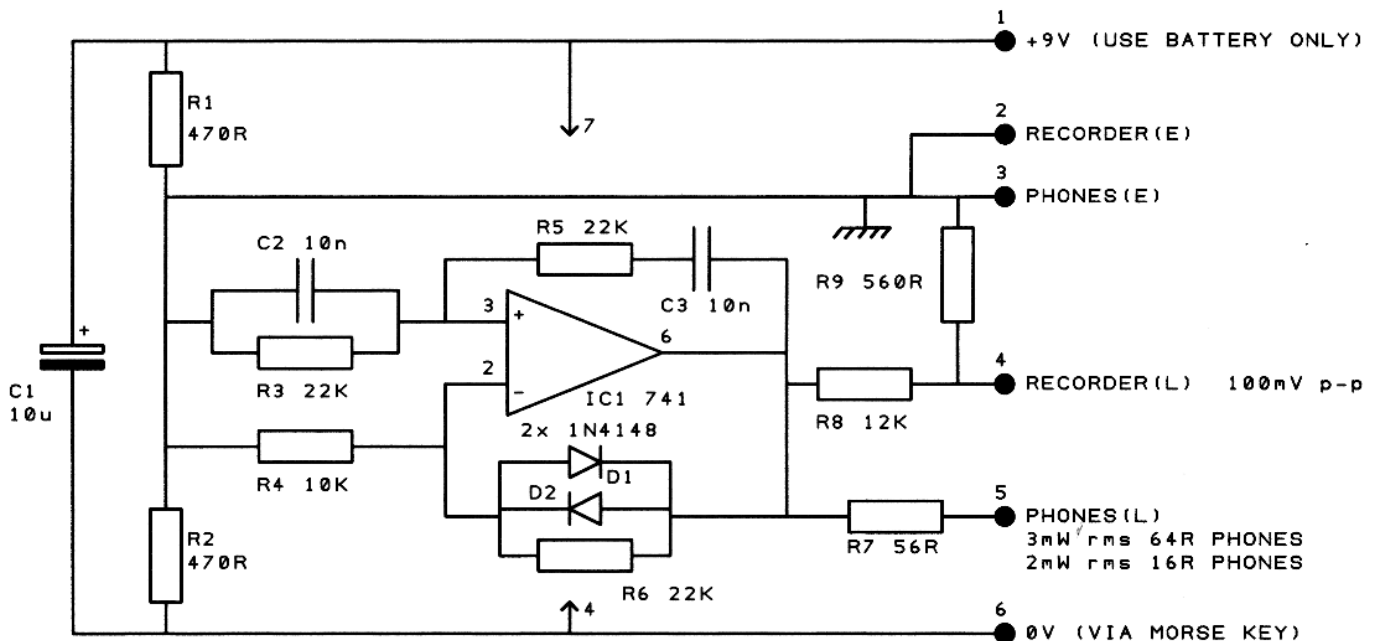 1
+9V (USE BATTERY ONLY)
7
2
RECORDER(E)
3
PHONES(E)
R1
470R
C2 10n
R5 22K
C3 10n
R9 560R
3
+
6
2
-
IC1 741
R3 22K
+
C1
10u
4
RECORDER(L) 100mV p-p
R8 12K
2x 1N4148
D1
D2
R4 10K
R6 22K
R2
470R
5
PHONES(L)
3mW rms 64R PHONES
2mW rms 16R PHONES
R7 56R
4
6
0V (VIA MORSE KEY)